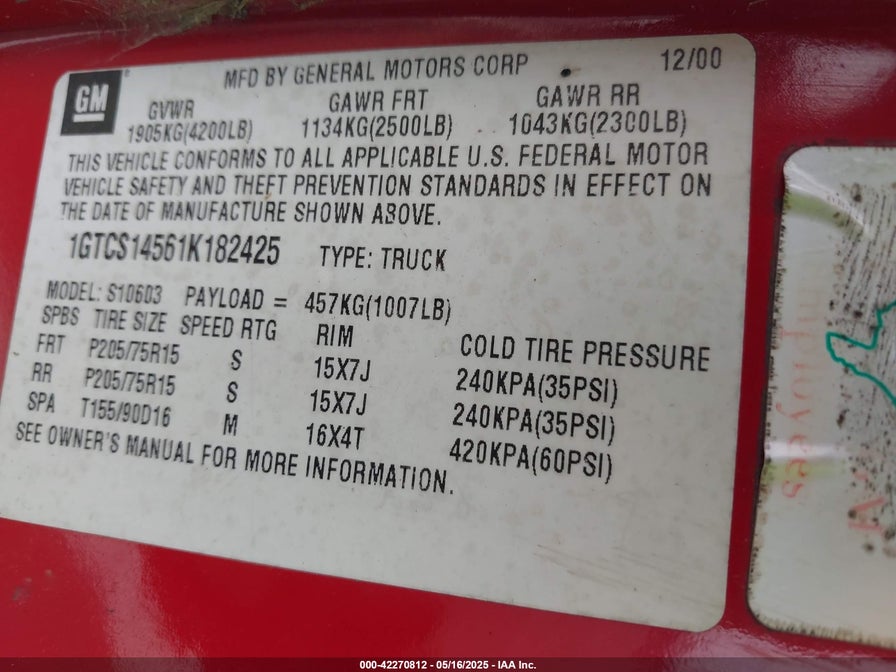 GM
MFD BY GENERAL MOTORS CORP 12/00
GVWR GAWR FRT GAWR RR
1905KG(4200LB) 1134KG(2500LB) 1043KG(2300LB)
THIS VEHICLE CONFORMS TO ALL APPLICABLE U.S. FEDERAL MOTOR
VEHICLE SAFETY AND THEFT PREVENTION STANDARDS IN EFFECT ON
THE DATE OF MANUFACTURE SHOWN ABOVE.
1GTCS14561K182425 TYPE: TRUCK
MODEL: S10603 PAYLOAD = 457KG(1007LB)
SPBS TIRE SIZE SPEED RTG RIM COLD TIRE PRESSURE
FRT P205/75R15 S 15X7J 240KPA(35PSI)
RR P205/75R15 S 15X7J 240KPA(35PSI)
SPA T155/90D16 M 16X4T 420KPA(60PSI)
SEE OWNER'S MANUAL FOR MORE INFORMATION.
000-42270812 - 05/16/2025 - IAA Inc.